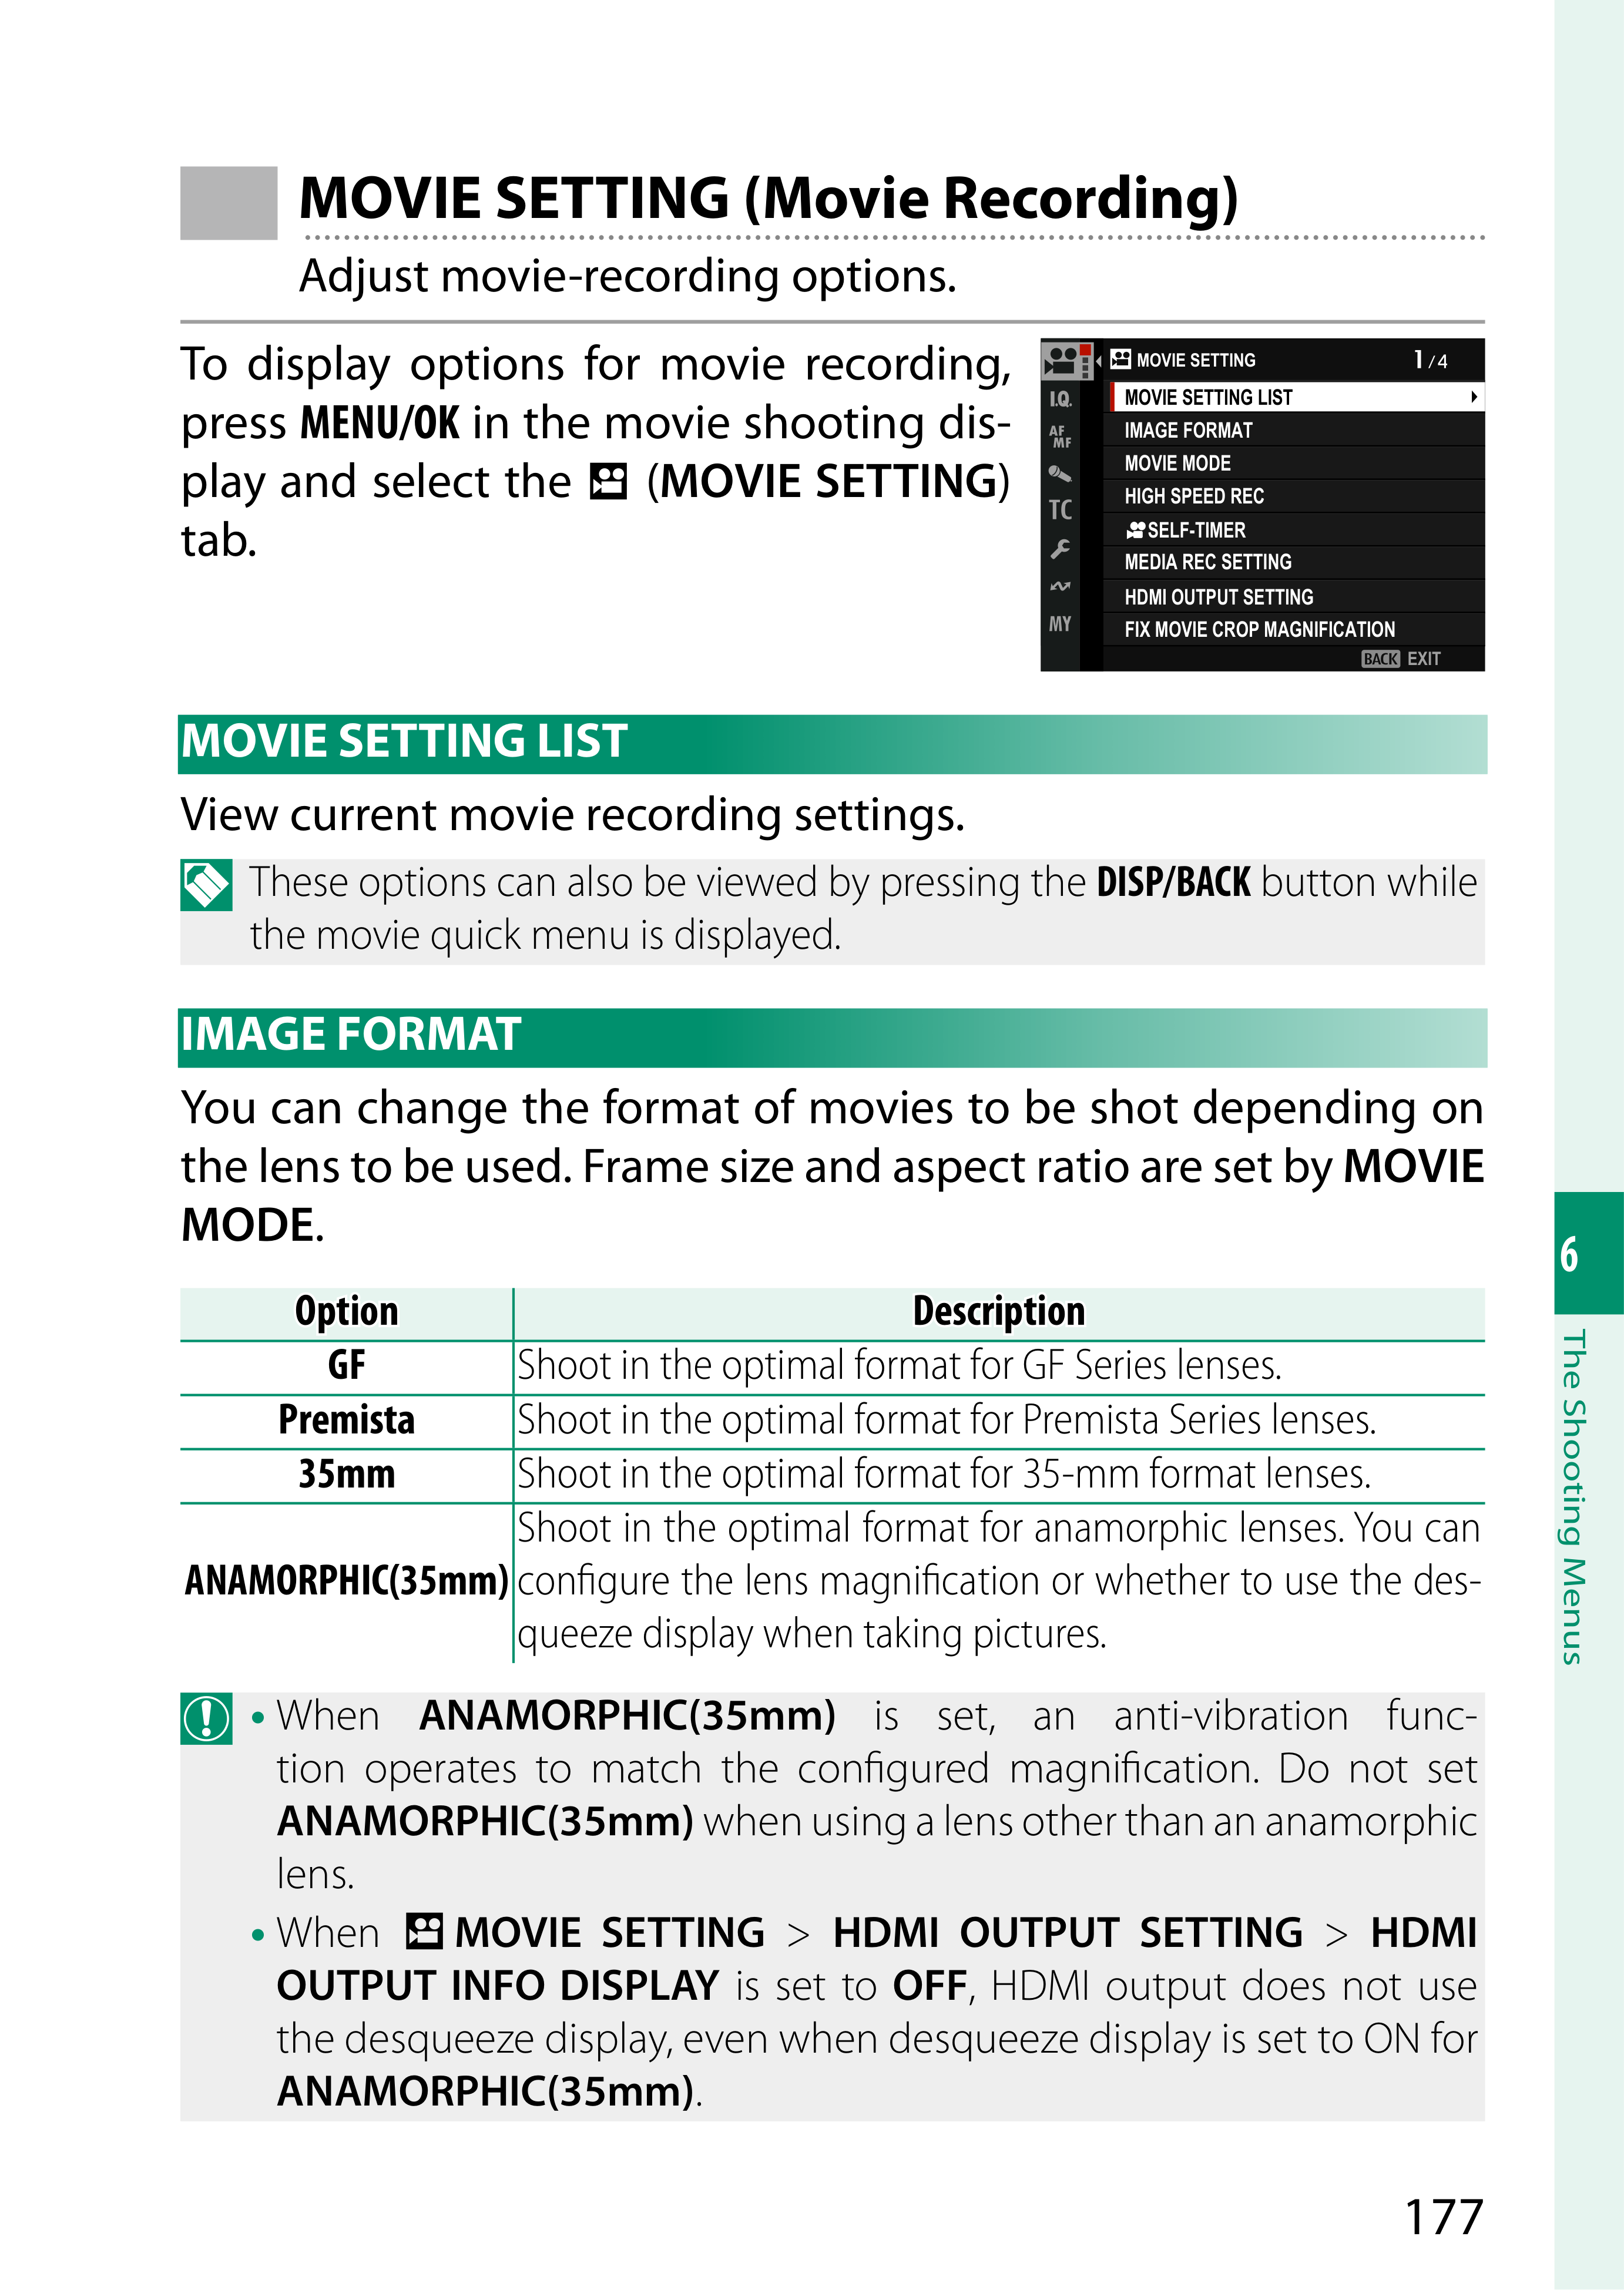 MOVIE SETTING (Movie Recording)
Adjust movie-recording options.
To display options for movie recording,
press MENU/OK in the movie shooting dis-
play and select the (MOVIE SETTING)
tab.
MOVIE SETTING 1/4
MOVIE SETTING LIST
IMAGE FORMAT
MOVIE MODE
HIGH SPEED REC
SELF-TIMER
MEDIA REC SETTING
HDMI OUTPUT SETTING
FIX MOVIE CROP MAGNIFICATION
BACK EXIT
I.Q.
AF
MF
TC
MY
MOVIE SETTING LIST
View current movie recording settings.
These options can also be viewed by pressing the DISP/BACK button while
the movie quick menu is displayed.
IMAGE FORMAT
You can change the format of movies to be shot depending on
the lens to be used. Frame size and aspect ratio are set by MOVIE
MODE.
Option Description
GF Shoot in the optimal format for GF Series lenses.
Premista Shoot in the optimal format for Premista Series lenses.
35mm Shoot in the optimal format for 35-mm format lenses.
Shoot in the optimal format for anamorphic lenses. You can
ANAMORPHIC(35mm) configure the lens magnification or whether to use the des-
queeze display when taking pictures.
• When ANAMORPHIC(35mm) is set, an anti-vibration func-
tion operates to match the configured magnification. Do not set
ANAMORPHIC(35mm) when using a lens other than an anamorphic
lens.
• When MOVIE SETTING > HDMI OUTPUT SETTING > HDMI
OUTPUT INFO DISPLAY is set to OFF, HDMI output does not use
the desqueeze display, even when desqueeze display is set to ON for
ANAMORPHIC(35mm).
6
The Shooting Menus
177